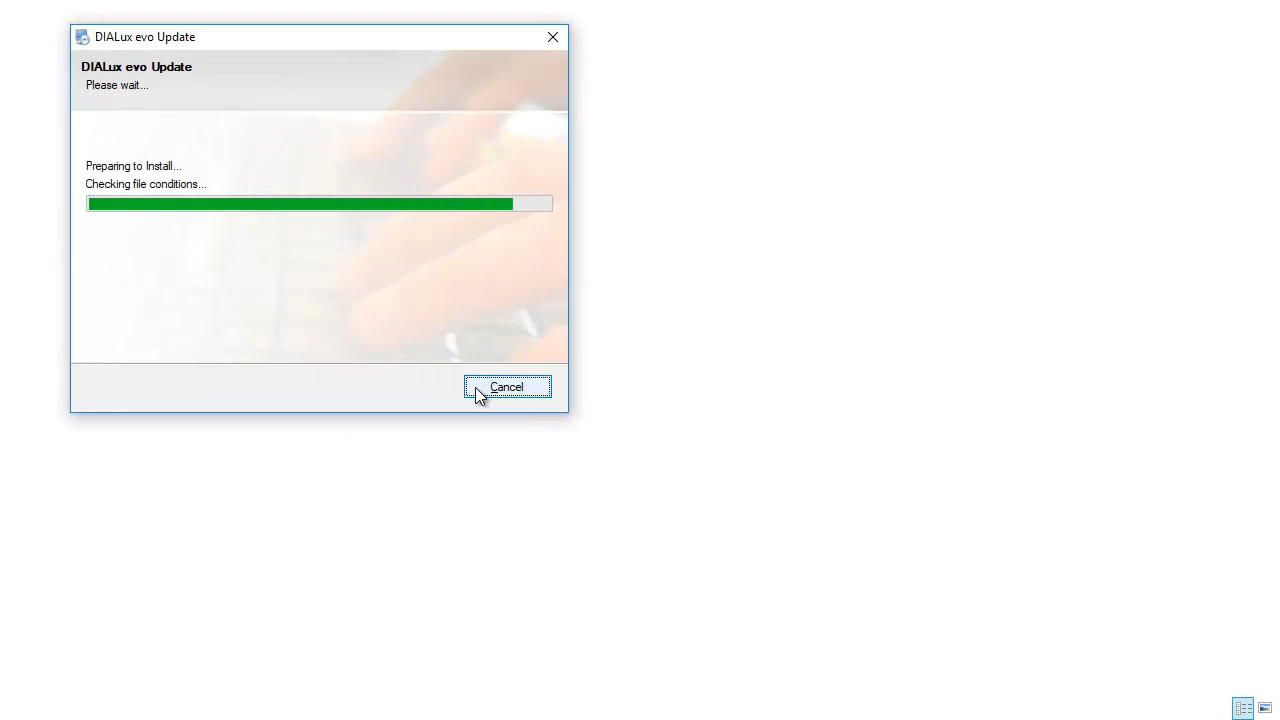 DIALux evo Update
DIALux evo Update
Please wait...
Preparing to Install...
Checking file conditions...
Cancel